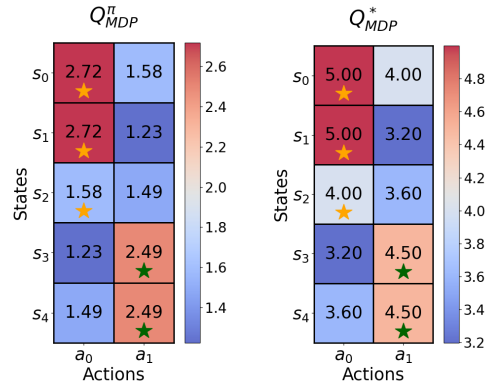 Q^π_MDP
s₀ 2.72 1.58
s₁ 2.72 1.23
s₂ 1.58 1.49
s₃ 1.23 2.49
s₄ 1.49 2.49
a₀ a₁
Actions
States
2.6
2.4
2.2
2.0
1.8
1.6
1.4
Q^*_MDP
s₀ 5.00 4.00
s₁ 5.00 3.20
s₂ 4.00 3.60
s₃ 3.20 4.50
s₄ 3.60 4.50
a₀ a₁
Actions
States
4.8
4.6
4.4
4.2
4.0
3.8
3.6
3.4
3.2